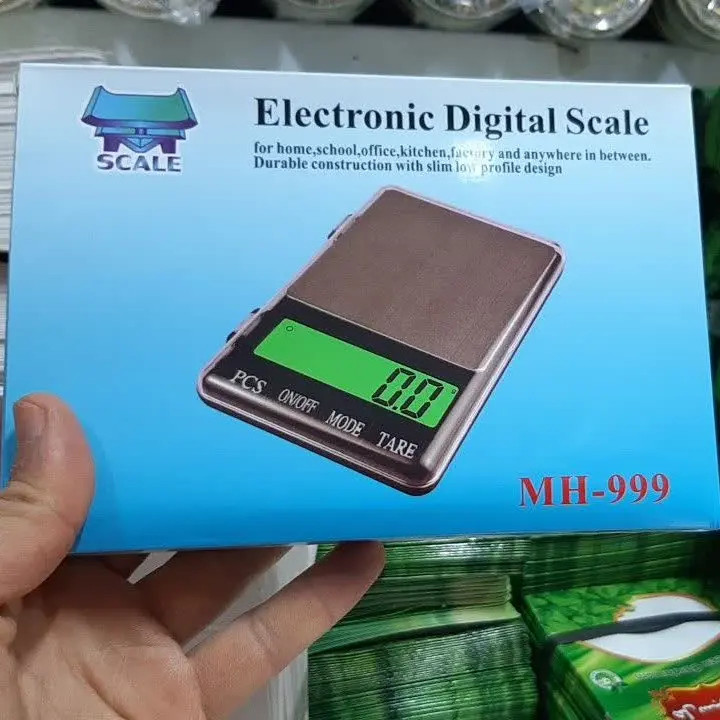 SCALE
Electronic Digital Scale
for home,school,office,kitchen,factory and anywhere in between.
Durable construction with slim low profile design
0.0
PCS ON/OFF MODE TARE
MH-999